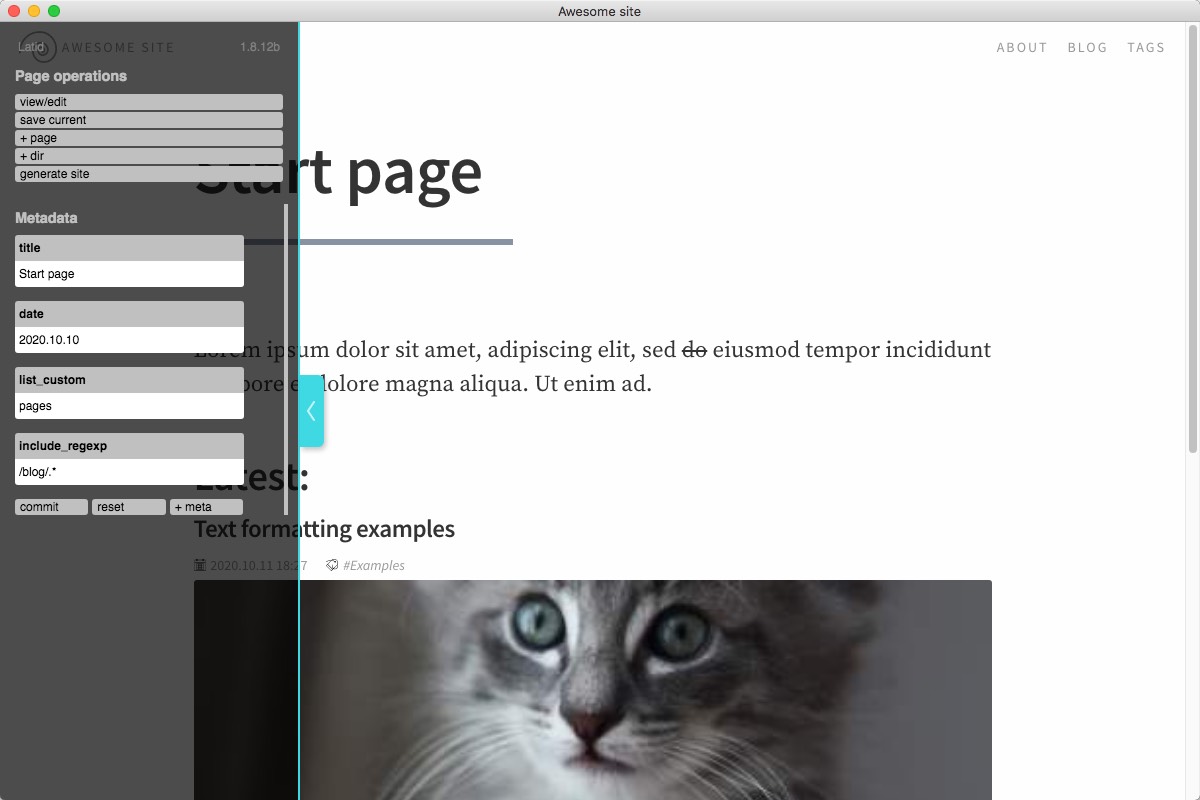 Awesome site
Latid
AWESOME SITE
1.8.12b
ABOUT BLOG TAGS
Page operations
view/edit
save current
+ page
+ dir
generate site
Start page
Metadata
title
Start page
date
2020.10.10
list_custom
pages
include_regexp
/blog/.*
commit reset + meta
Lorem ipsum dolor sit amet, adipiscing elit, sed do eiusmod tempor incididunt
dolore magna aliqua. Ut enim ad.
Latest:
Text formatting examples
2020.10.11 18:27 #Examples